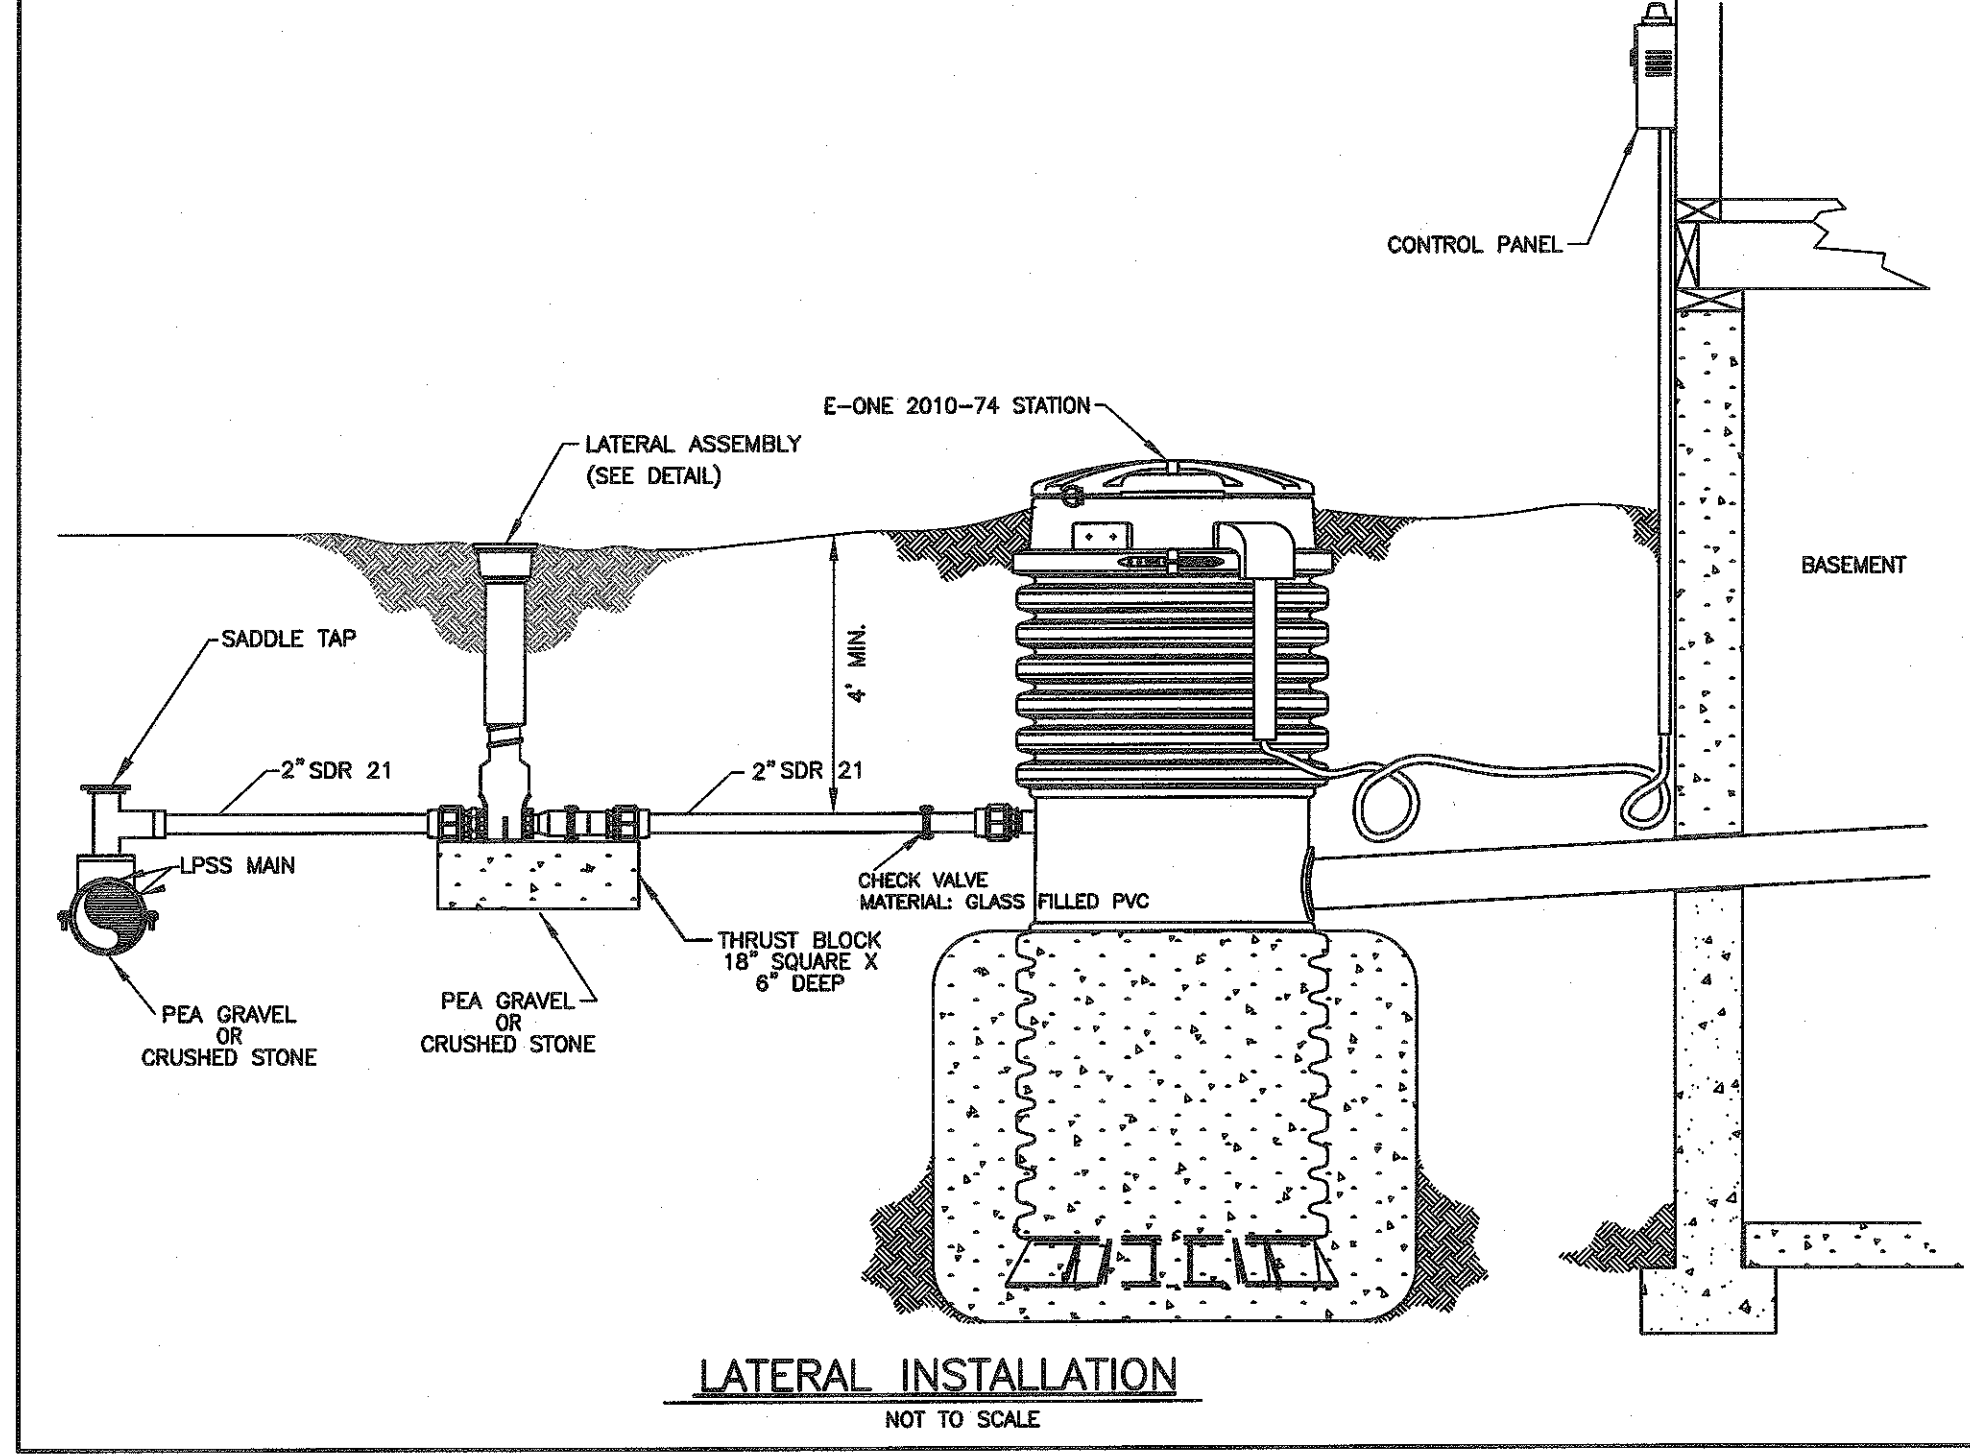 CONTROL PANEL
E-ONE 2010-74 STATION
LATERAL ASSEMBLY
(SEE DETAIL)
BASEMENT
SADDLE TAP
4' MIN.
2" SDR 21
2" SDR 21
LPSS MAIN
CHECK VALVE
MATERIAL: GLASS FILLED PVC
THRUST BLOCK
18" SQUARE X
6" DEEP
PEA GRAVEL
OR
CRUSHED STONE
PEA GRAVEL
OR
CRUSHED STONE
LATERAL INSTALLATION
NOT TO SCALE